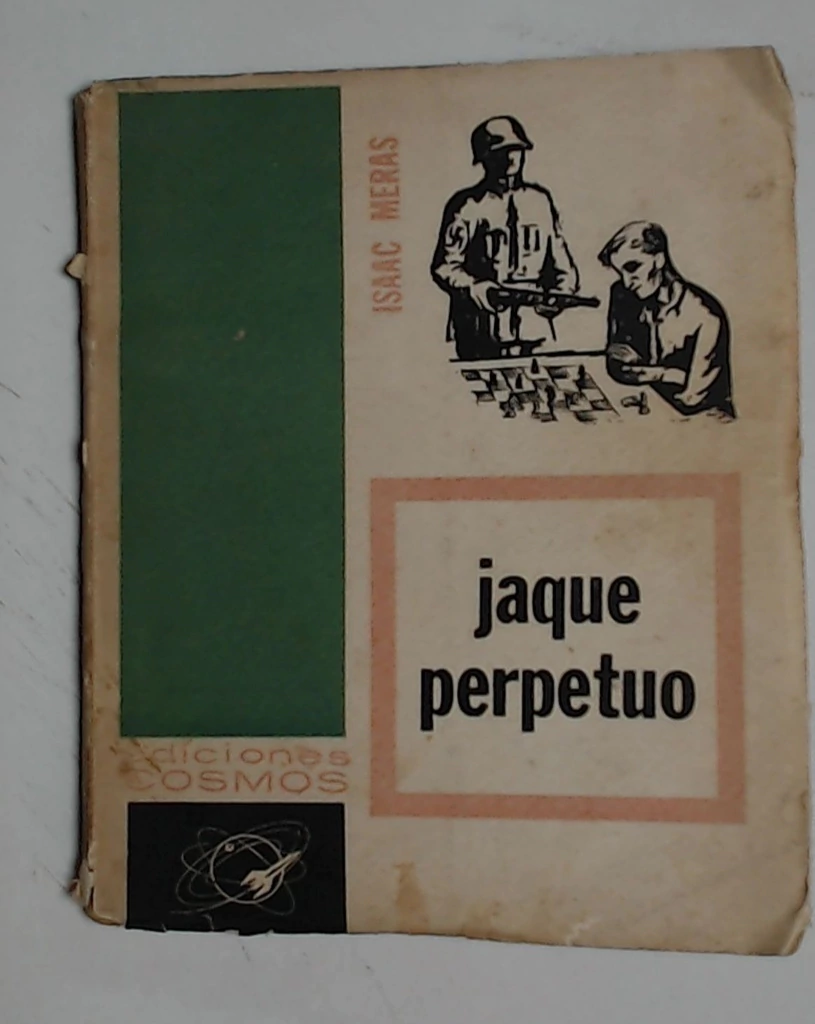 ISAAC MERAS
jaque
perpetuo
ediciones
COSMOS